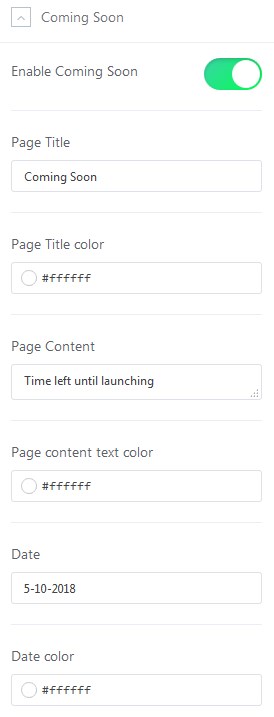 Coming Soon
Enable Coming Soon
Page Title
Coming Soon
Page Title color
#ffffff
Page Content
Time left until launching
Page content text color
#ffffff
Date
5-10-2018
Date color
#ffffff